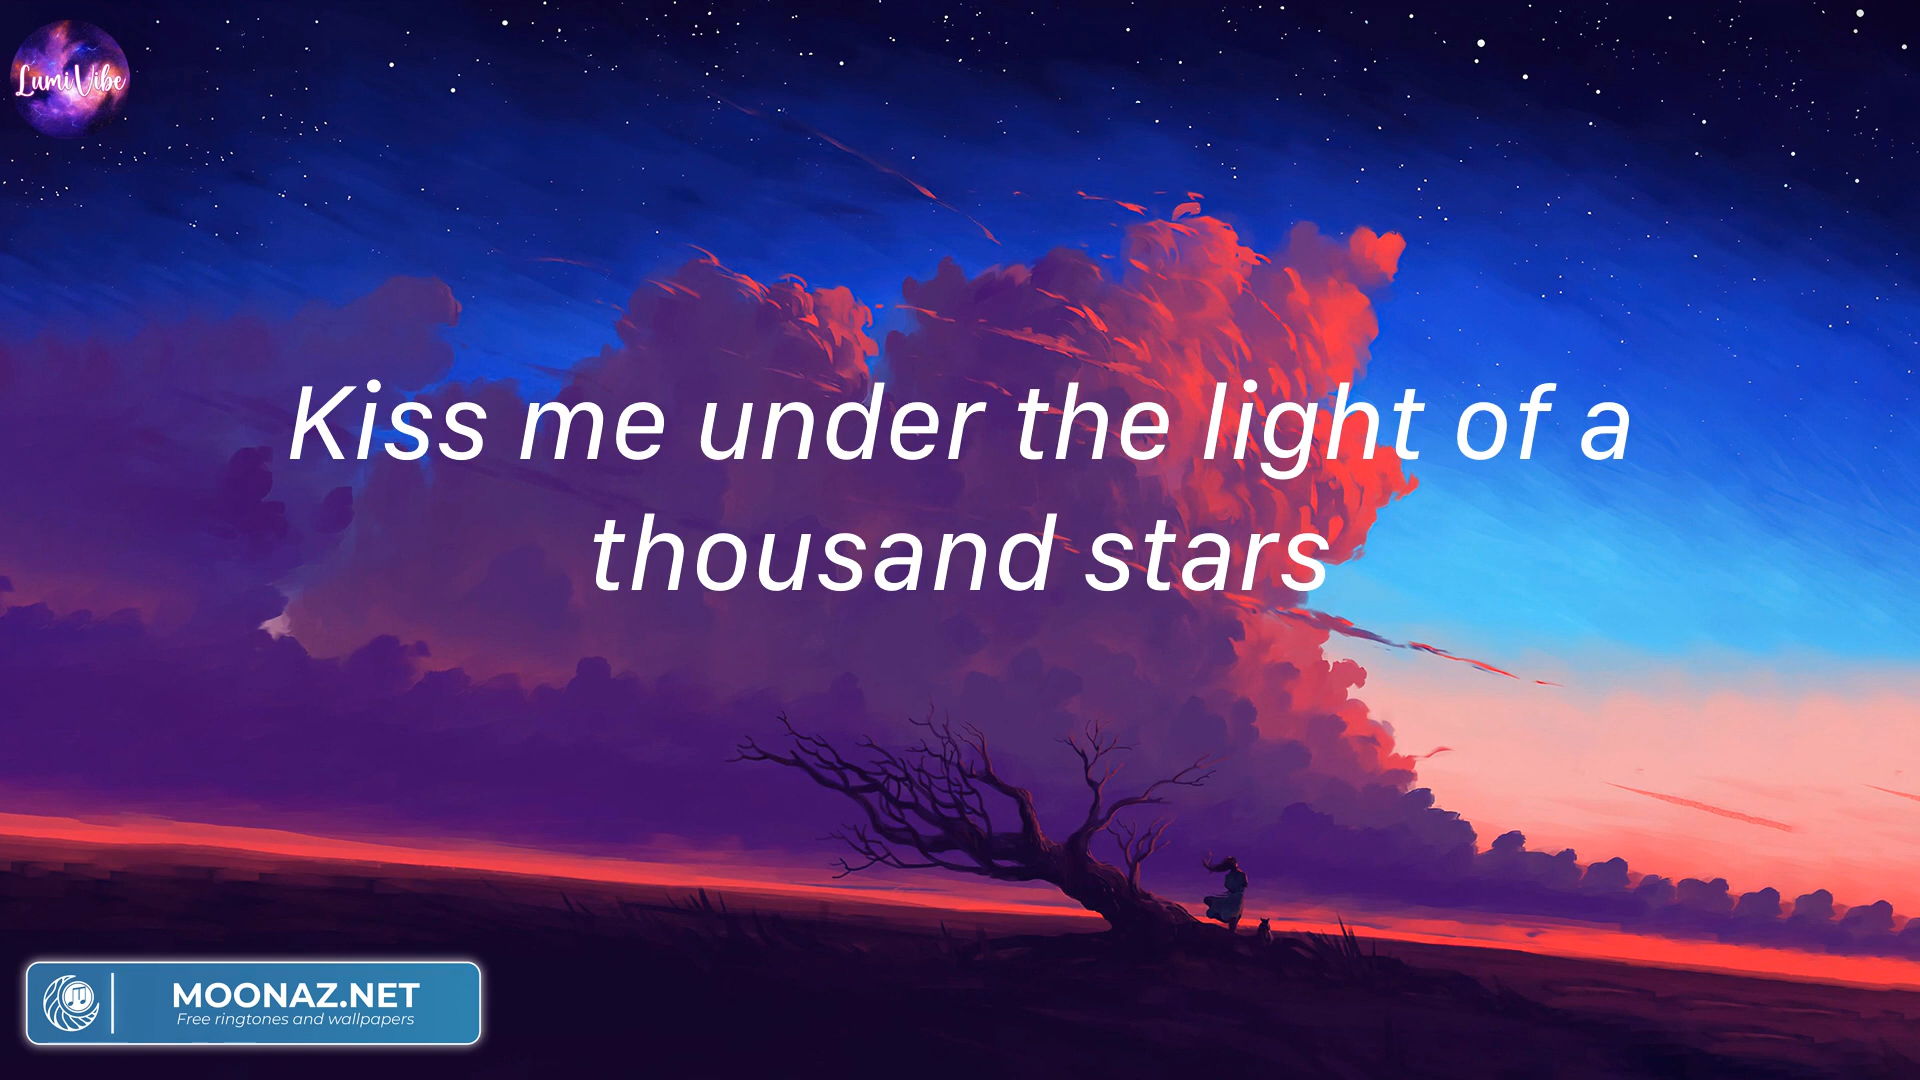 LumiVibe
Kiss me under the light of a
thousand stars
MOONAZ.NET
Free ringtones and wallpapers